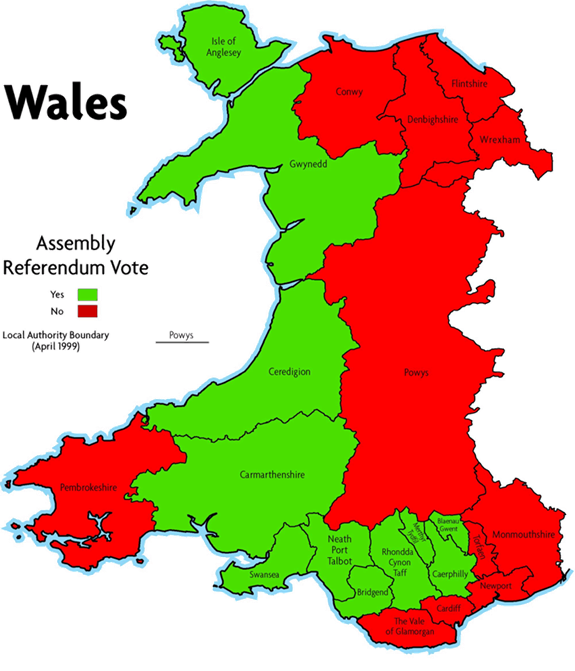 Wales
Assembly
Referendum Vote
Yes
No
Local Authority Boundary
(April 1999)
Powys
Isle of
Anglesey
Conwy
Flintshire
Denbighshire
Wrexham
Gwynedd
Ceredigion
Powys
Carmarthenshire
Pembrokeshire
Swansea
Neath
Port
Talbot
Bridgend
Rhondda
Cynon
Taff
Merthyr
Tydfil
Blaenau
Gwent
Caerphilly
Torfaen
Monmouthshire
Newport
Cardiff
The Vale
of Glamorgan